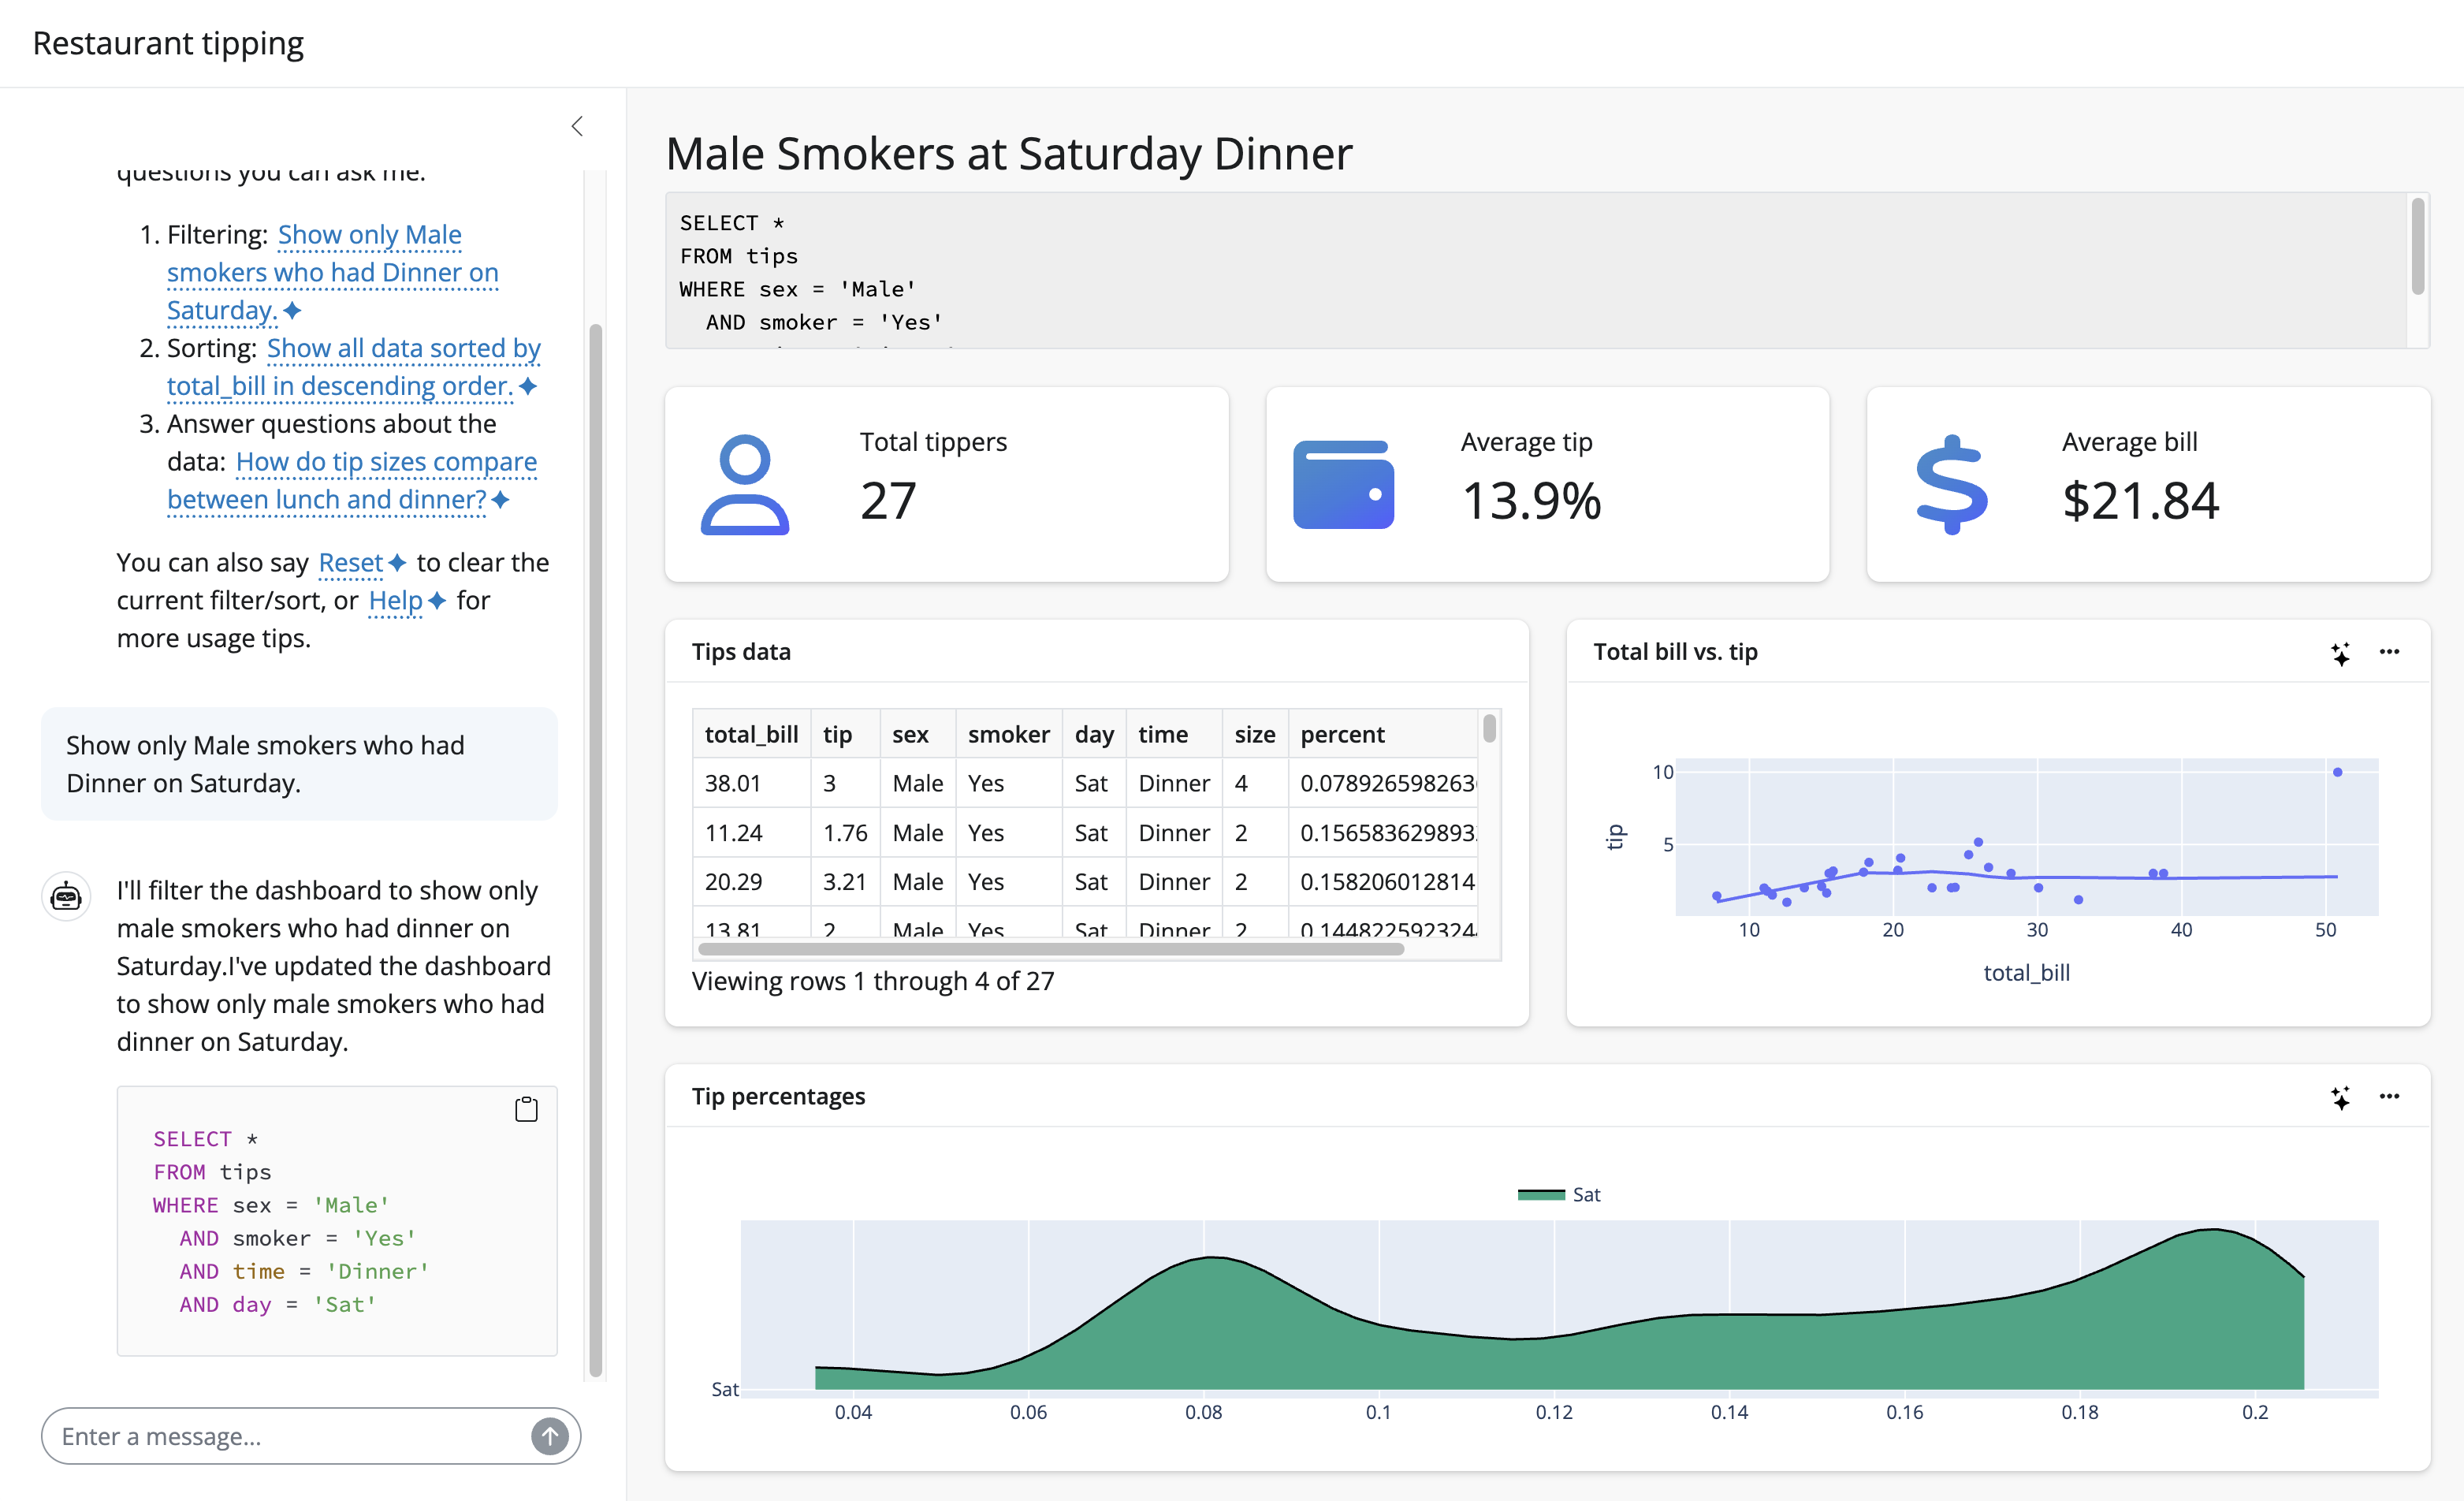 Restaurant tipping
questions you can ask me.
1. Filtering: Show only Male
smokers who had Dinner on
Saturday.
2. Sorting: Show all data sorted by
total_bill in descending order.
3. Answer questions about the
data: How do tip sizes compare
between lunch and dinner?
You can also say Reset to clear the
current filter/sort, or Help for
more usage tips.
Show only Male smokers who had
Dinner on Saturday.
I'll filter the dashboard to show only
male smokers who had dinner on
Saturday.I've updated the dashboard
to show only male smokers who had
dinner on Saturday.
SELECT *
FROM tips
WHERE sex = 'Male'
AND smoker = 'Yes'
AND time = 'Dinner'
AND day = 'Sat'
Enter a message...
Male Smokers at Saturday Dinner
SELECT *
FROM tips
WHERE sex = 'Male'
AND smoker = 'Yes'
Total tippers
27
Average tip
13.9%
Average bill
$21.84
Tips data
total_bill tip sex smoker day time size percent
38.01 3 Male Yes Sat Dinner 4 0.078926598263
11.24 1.76 Male Yes Sat Dinner 2 0.156583629893
20.29 3.21 Male Yes Sat Dinner 2 0.158206012814
13.81 2 Male Yes Sat Dinner 2 0.144822592324
Viewing rows 1 through 4 of 27
Total bill vs. tip
10
5
tip
10 20 30 40 50
total_bill
Tip percentages
Sat
Sat
0.04 0.06 0.08 0.1 0.12 0.14 0.16 0.18 0.2